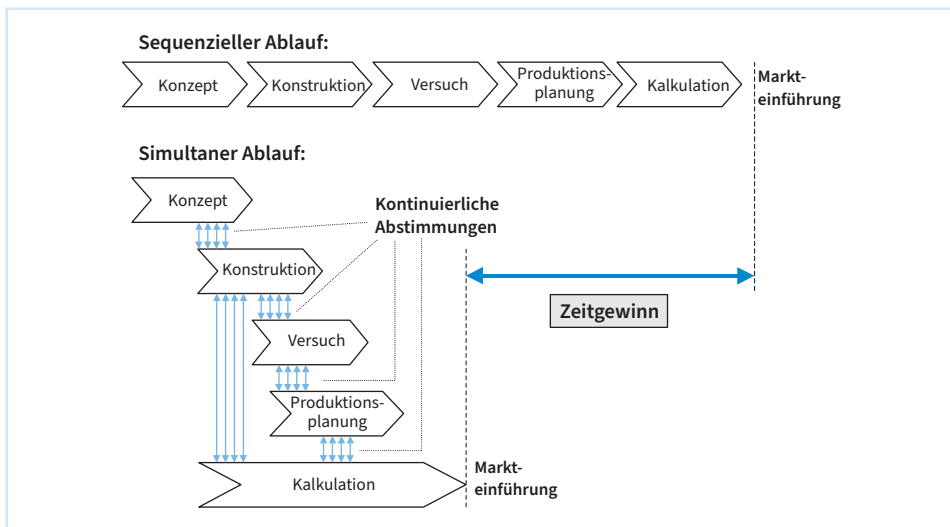 Sequenzieller Ablauf:
Konzept
Konstruktion
Versuch
Produktions-
planung
Kalkulation
Markt-
einführung
Simultaner Ablauf:
Konzept
Kontinuierliche
Abstimmungen
Konstruktion
Zeitgewinn
Versuch
Produktions-
planung
Kalkulation
Markt-
einführung